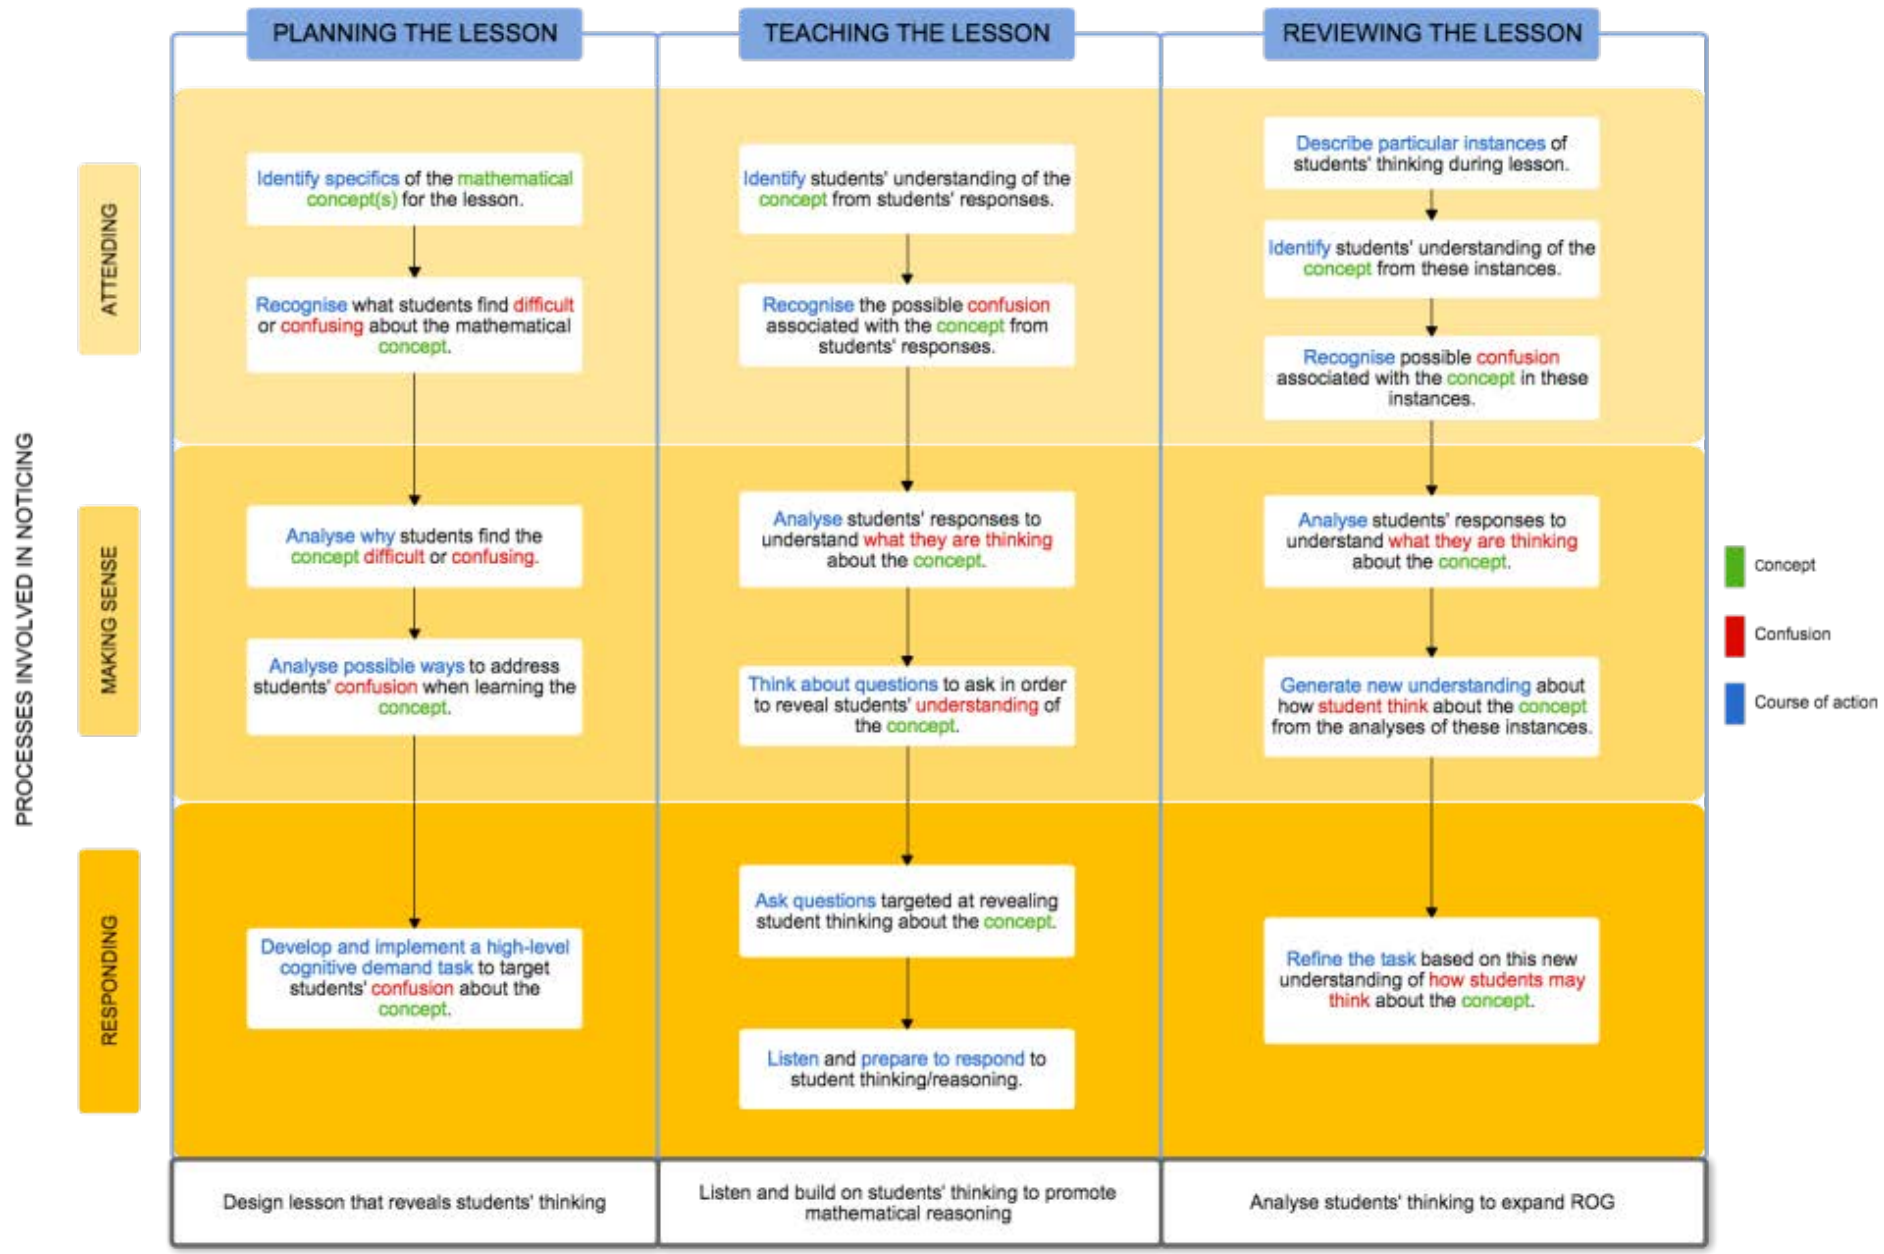 PLANNING THE LESSON
TEACHING THE LESSON
REVIEWING THE LESSON
PROCESSES INVOLVED IN NOTICING
ATTENDING
Identify specifics of the mathematical
concept(s) for the lesson.
Recognise what students find difficult
or confusing about the mathematical
concept.
Identify students' understanding of the
concept from students' responses.
Recognise the possible confusion
associated with the concept from
students' responses.
Describe particular instances of
students' thinking during lesson.
Identify students' understanding of the
concept from these instances.
Recognise possible confusion
associated with the concept in these
instances.
MAKING SENSE
Analyse why students find the
concept difficult or confusing.
Analyse possible ways to address
students' confusion when learning the
concept.
Analyse students' responses to
understand what they are thinking
about the concept.
Think about questions to ask in order
to reveal students' understanding of
the concept.
Analyse students' responses to
understand what they are thinking
about the concept.
Generate new understanding about
how student think about the concept
from the analyses of these instances.
RESPONDING
Develop and implement a high-level
cognitive demand task to target
students' confusion about the
concept.
Ask questions targeted at revealing
student thinking about the concept.
Listen and prepare to respond to
student thinking/reasoning.
Refine the task based on this new
understanding of how students may
think about the concept.
Design lesson that reveals students' thinking
Listen and build on students' thinking to promote
mathematical reasoning
Analyse students' thinking to expand ROG
Concept
Confusion
Course of action